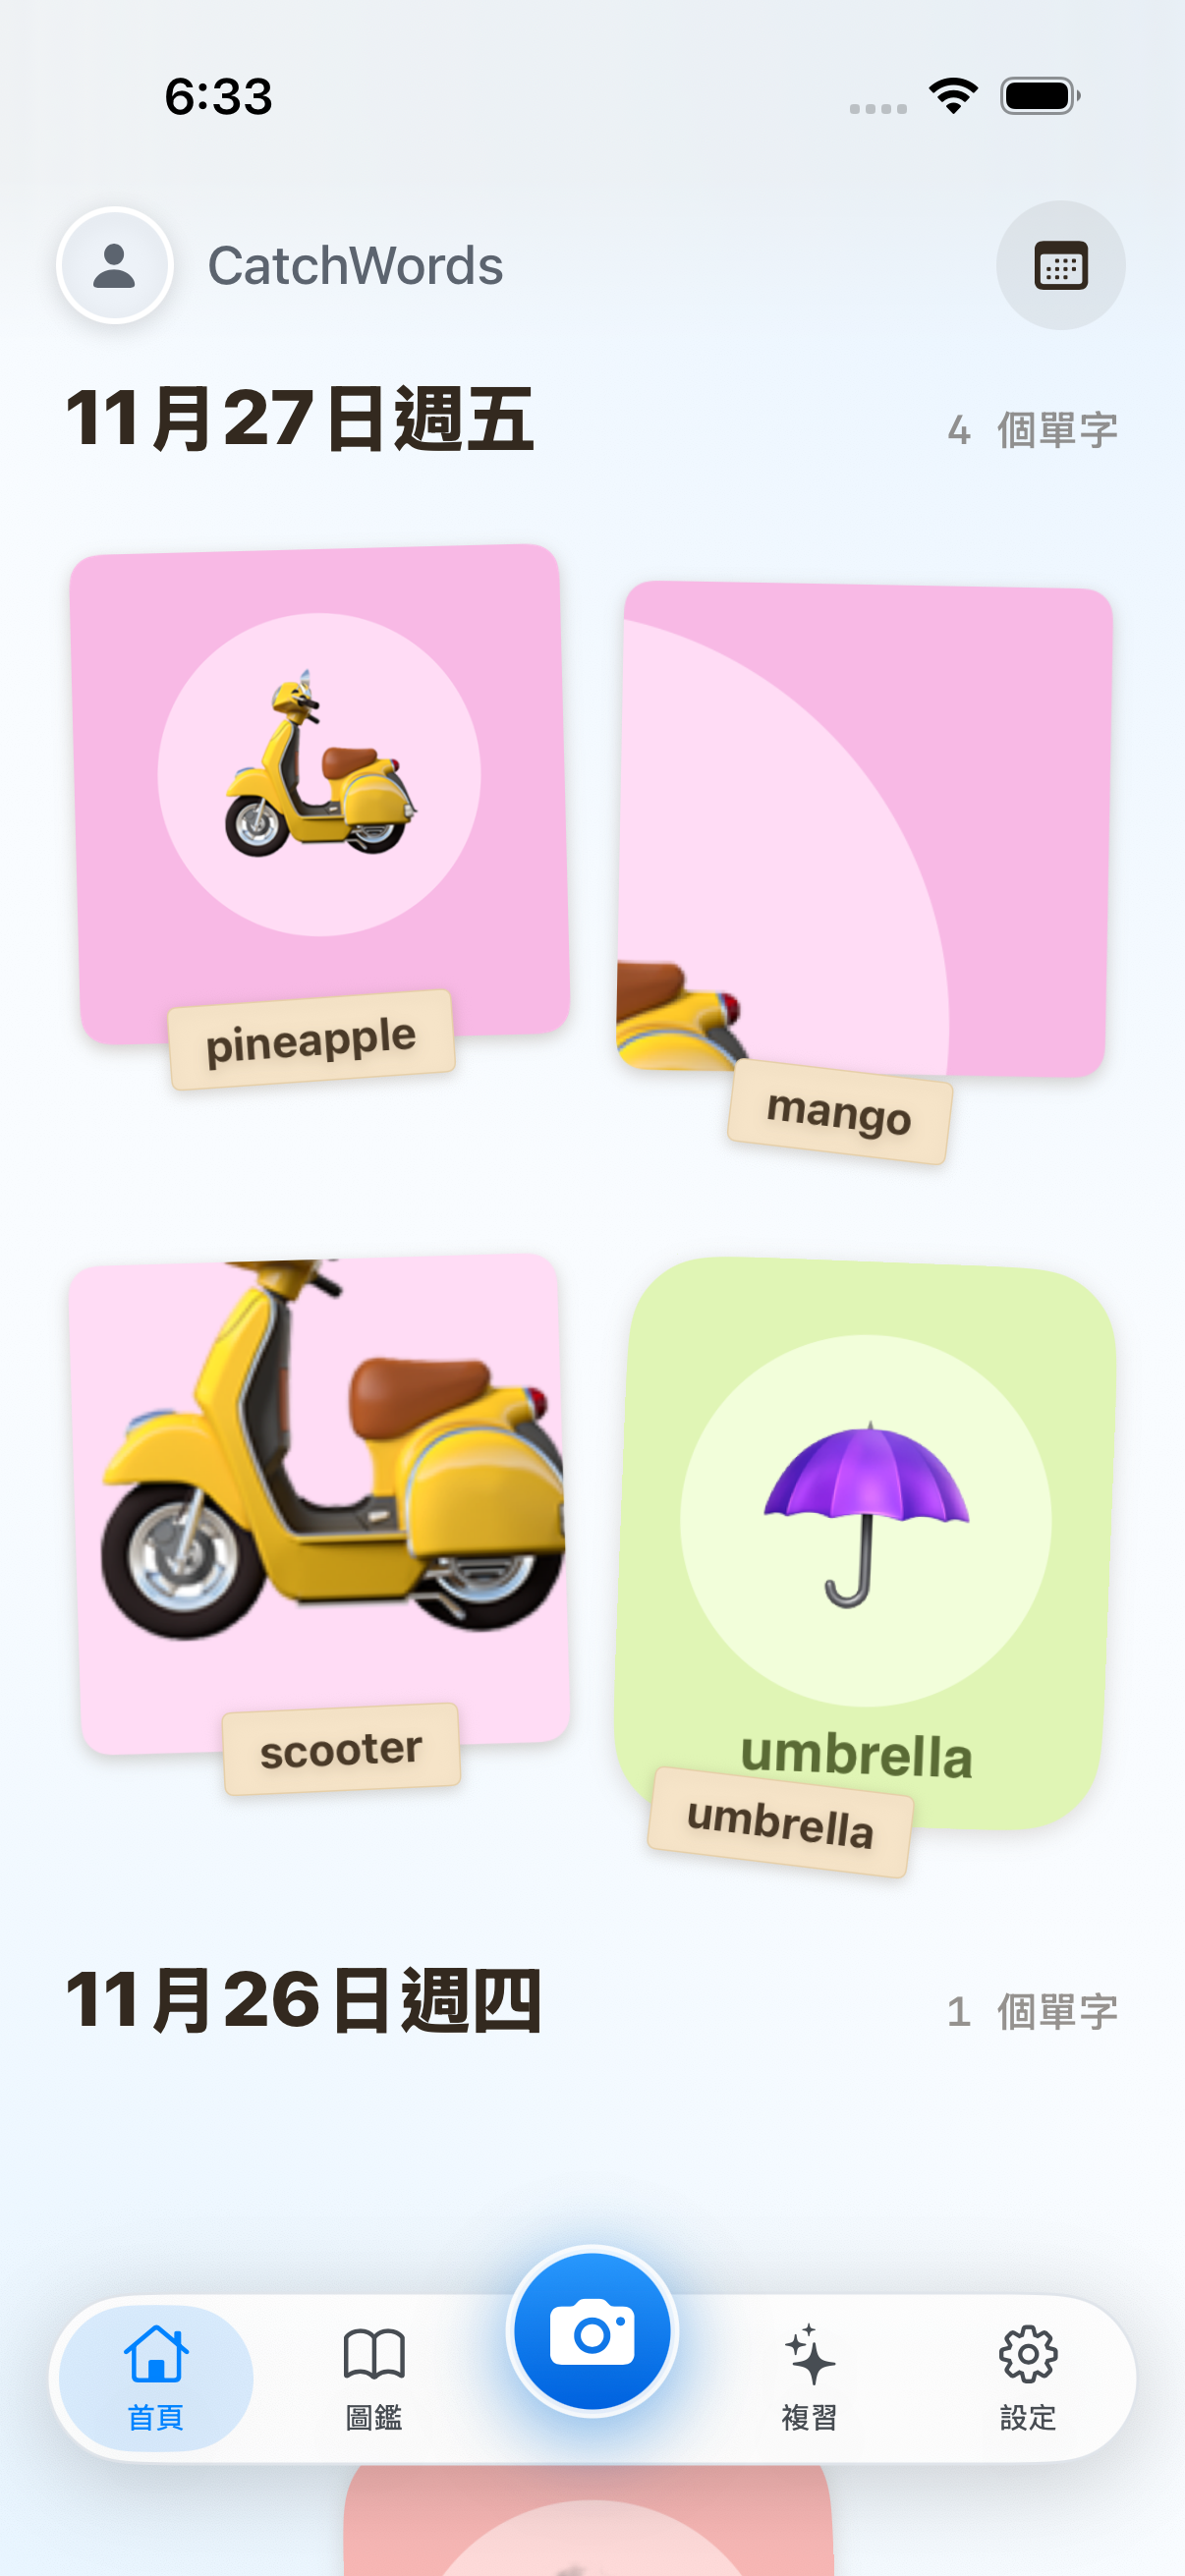 6:33
CatchWords
11月27日週五
4 個單字
pineapple
mango
scooter
umbrella
umbrella
11月26日週四
1 個單字
首頁
圖鑑
複習
設定